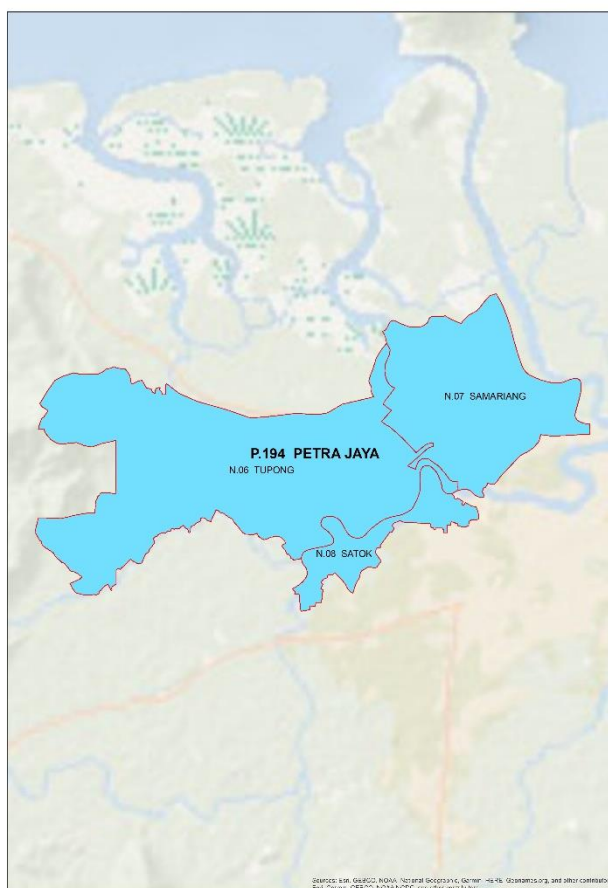 N.07 SAMARIANG
P.194 PETRA JAYA
N.06 TUPONG
N.08 SATOK
Sources: Esri, GEBCO, NOAA, National Geographic, Garmin, HERE, Geonames.org, and other contributors